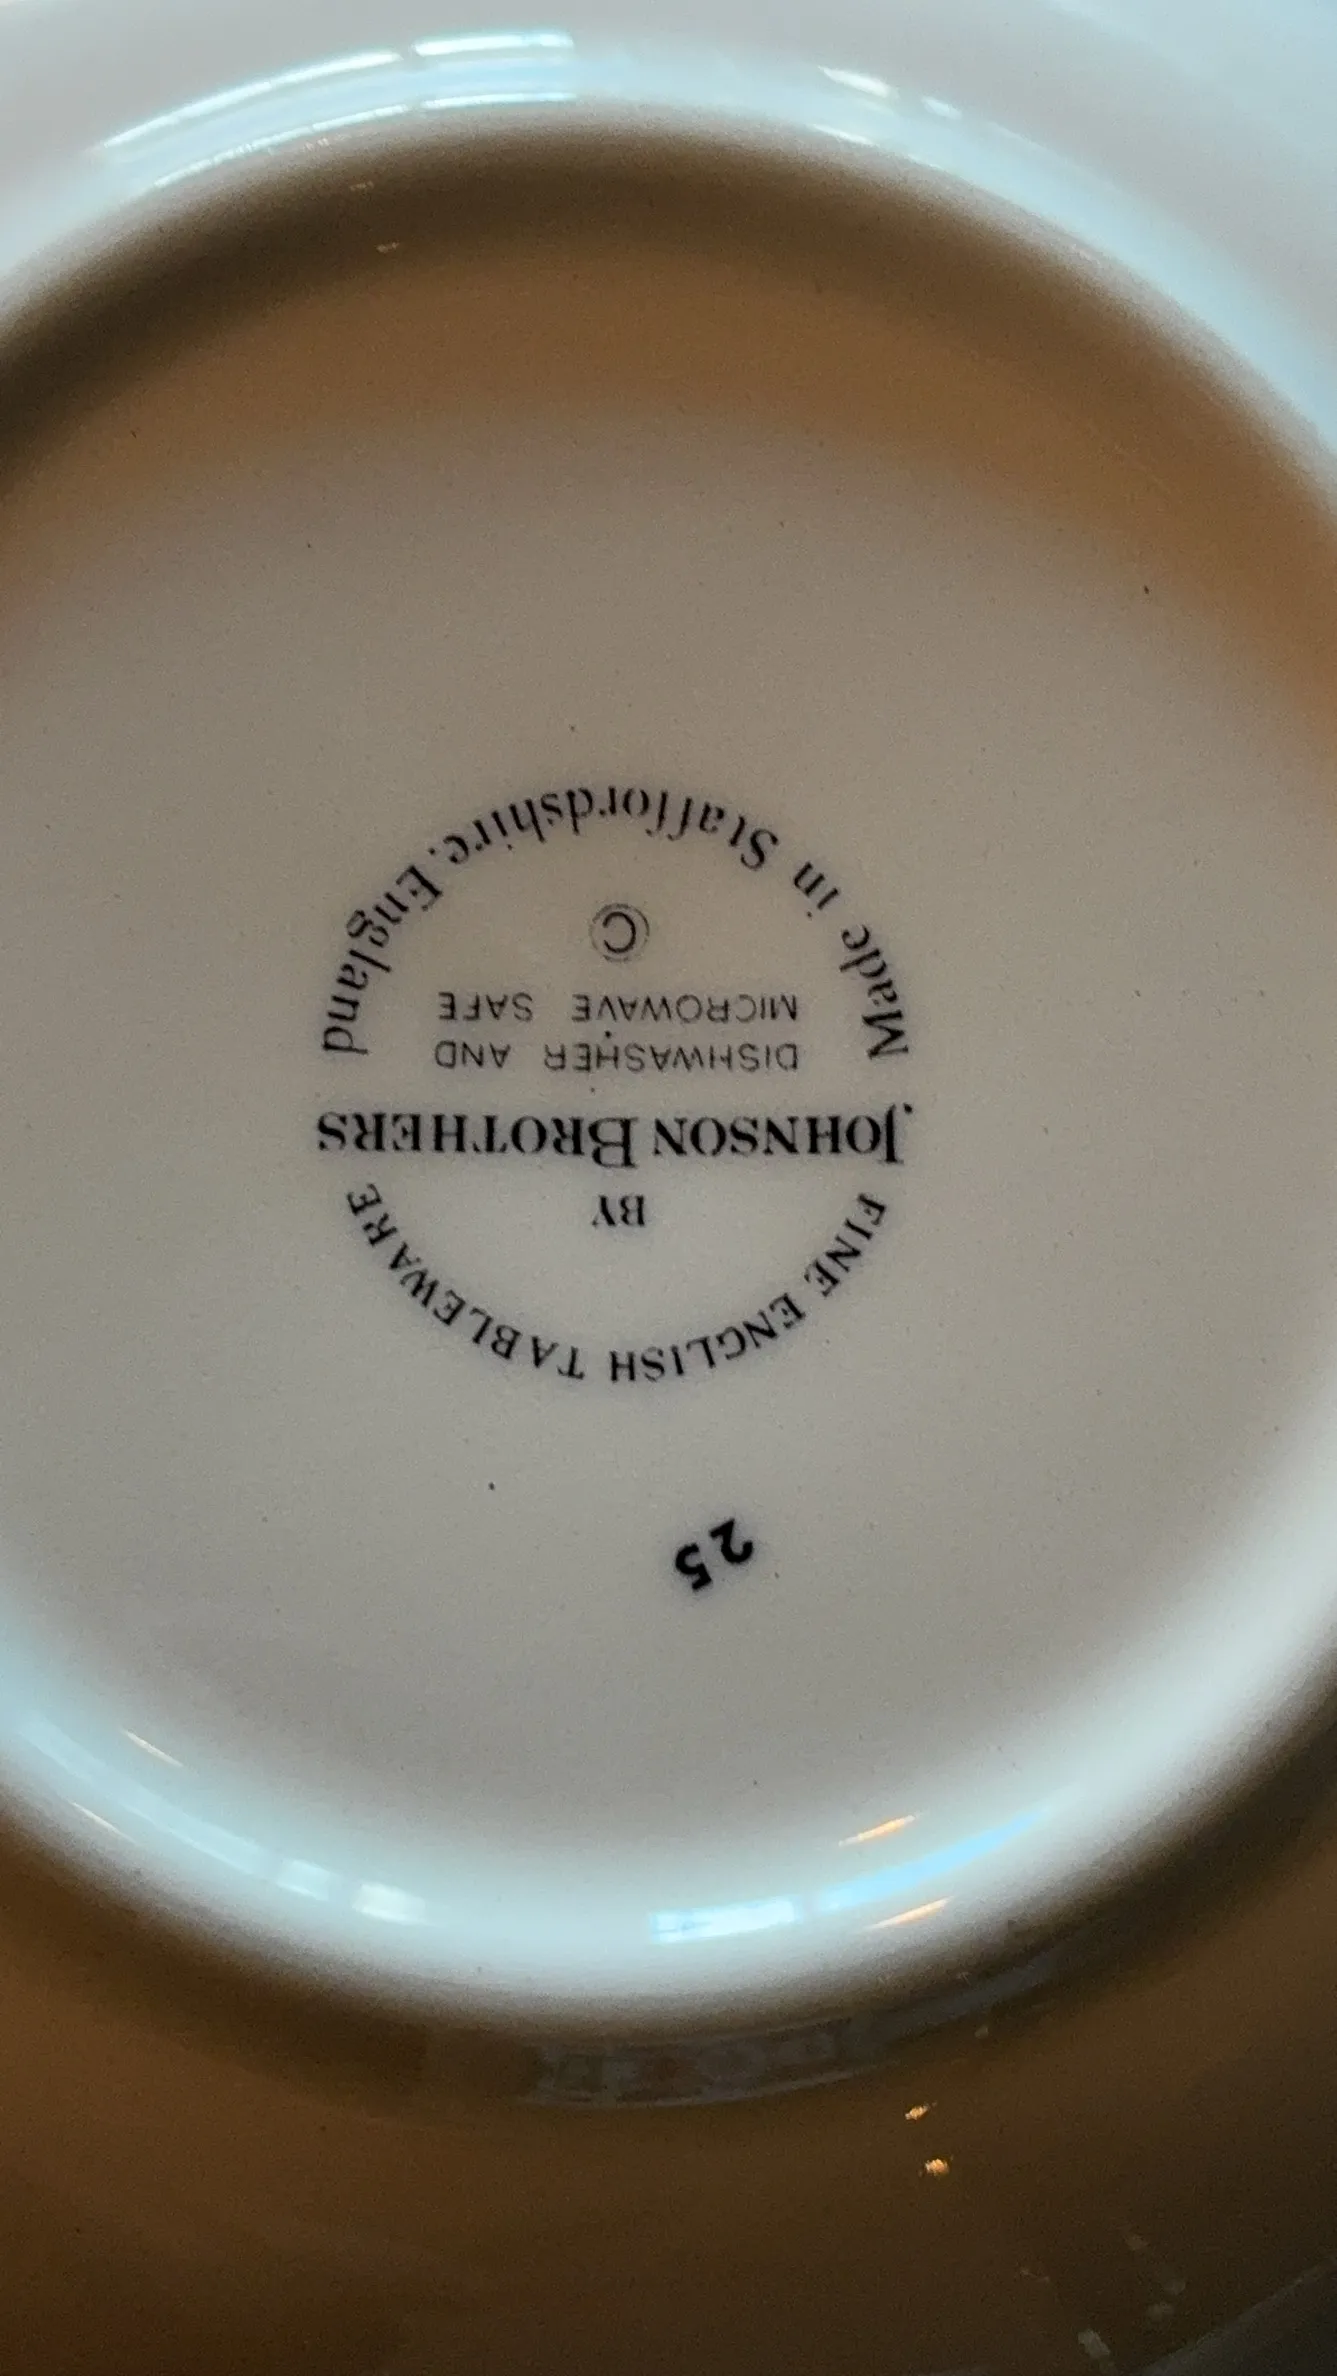 25
FINE ENGLISH TABLEWARE
BY
JOHNSON BROTHERS
DISHWASHER AND
MICROWAVE SAFE
©
Made in Staffordshire. England